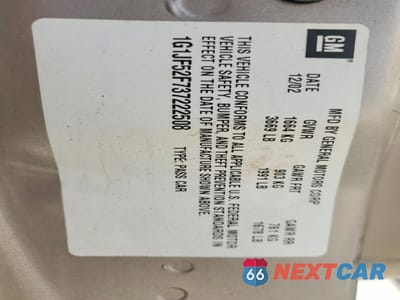 GM
MFD BY GENERAL MOTORS CORP
DATE GVWR GAWR FRT GAWR RR
12/02 1664 KG 903 KG 761 KG
3669 LB 1991 LB 1678 LB
THIS VEHICLE CONFORMS TO ALL APPLICABLE U.S. FEDERAL MOTOR
VEHICLE SAFETY, BUMPER, AND THEFT PREVENTION STANDARDS IN
EFFECT ON THE DATE OF MANUFACTURE SHOWN ABOVE.
1G1JF52F737222508 TYPE: PASS CAR
66 NEXTCAR